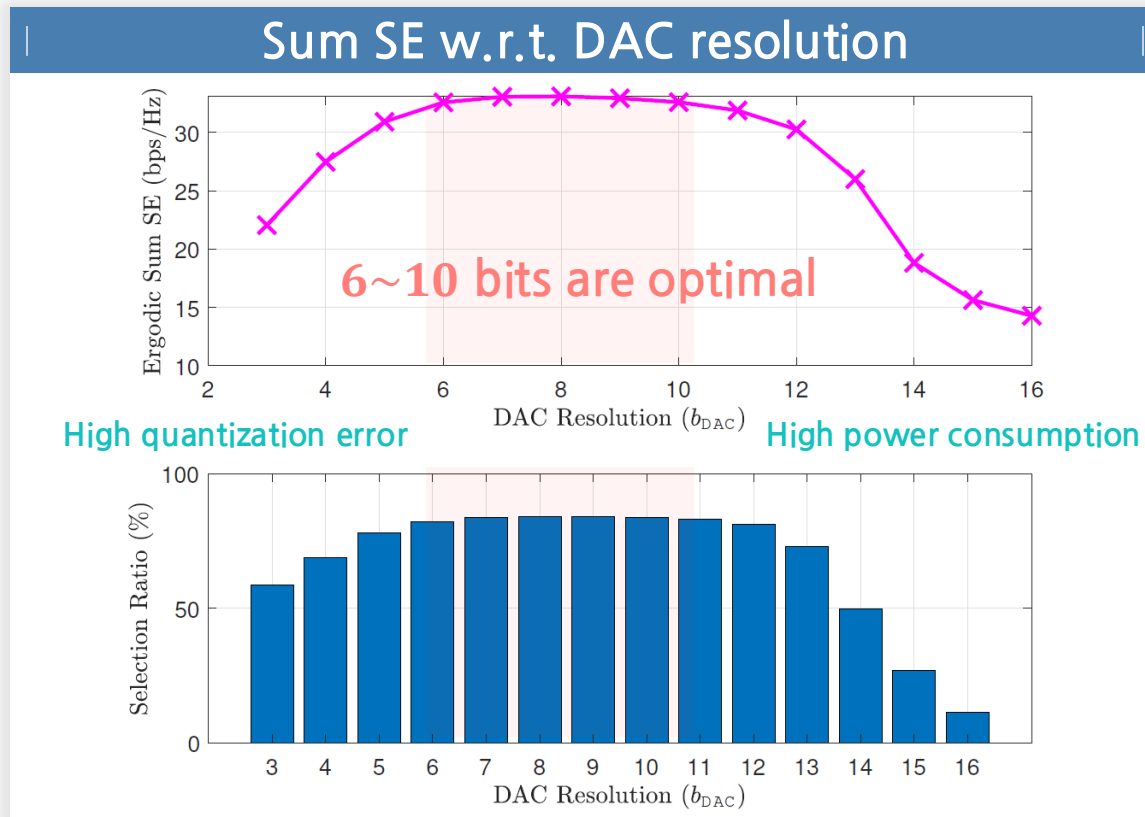 Sum SE w.r.t. DAC resolution
Ergodic Sum SE (bps/Hz)
30
25
20
15
10
6~10 bits are optimal
2 4 6 8 10 12 14 16
DAC Resolution (b_DAC)
High quantization error
High power consumption
Selection Ratio (%)
100
50
0
3 4 5 6 7 8 9 10 11 12 13 14 15 16
DAC Resolution (b_DAC)